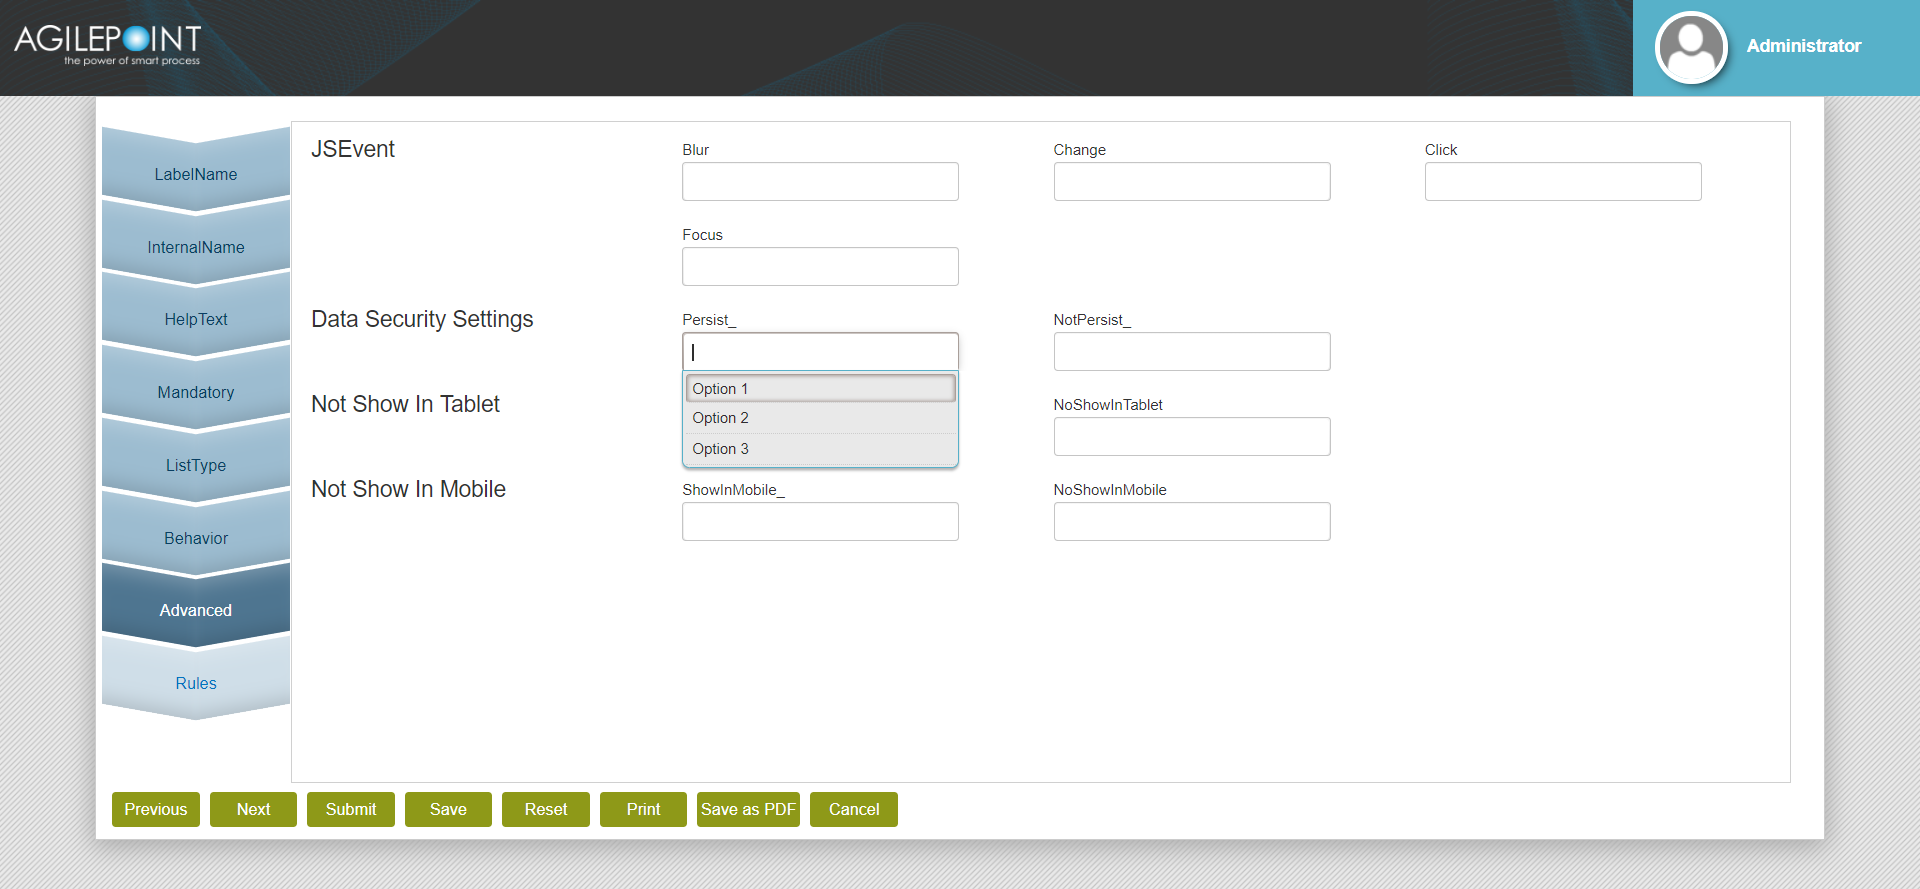 AGILEPOINT
the power of smart process
Administrator
LabelName
InternalName
HelpText
Mandatory
ListType
Behavior
Advanced
Rules
JSEvent
Blur
Change
Click
Focus
Data Security Settings
Persist_
NotPersist_
Option 1
Option 2
Option 3
Not Show In Tablet
NoShowInTablet
Not Show In Mobile
ShowInMobile_
NoShowInMobile
Previous Next Submit Save Reset Print Save as PDF Cancel